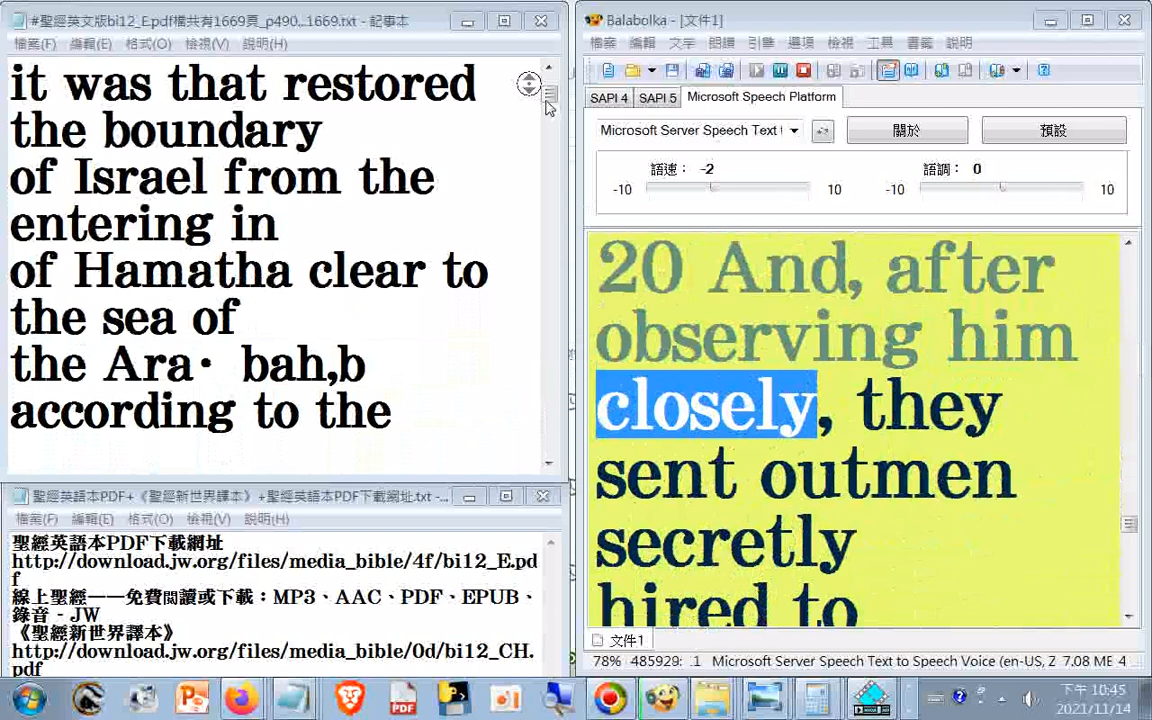 #聖經英文版bi12_E.pdf檔共有1669頁_p490,..1669.txt - 記事本
檔案(F) 編輯(E) 格式(O) 檢視(V) 說明(H)
it was that restored
the boundary
of Israel from the
entering in
of Hamatha clear to
the sea of
the Ara· bah,b
according to the
聖經英語本PDF+《聖經新世界譯本》+聖經英語本PDF下載網址.txt -...
檔案(F) 編輯(E) 格式(O) 檢視(V) 說明(H)
聖經英語本PDF下載網址
http://download.jw.org/files/media_bible/4f/bi12_E.pd
f
線上聖經——免費閱讀或下載：MP3、AAC、PDF、EPUB、
錄音 - JW
《聖經新世界譯本》
http://download.jw.org/files/media_bible/0d/bi12_CH.
pdf
Balabolka - [文件1]
檔案 編輯 文字 朗讀 引擎 選項 檢視 工具 書籤 說明
SAPI 4 SAPI 5 Microsoft Speech Platform
Microsoft Server Speech Text 關於 預設
語速： -2 語調： 0
-10 10 -10 10
20 And, after
observing him
closely, they
sent outmen
secretly
hired to
文件1
78% 485929: .1 Microsoft Server Speech Text to Speech Voice (en-US, Z 7.08 ME 4
下午 10:45
2021/11/14